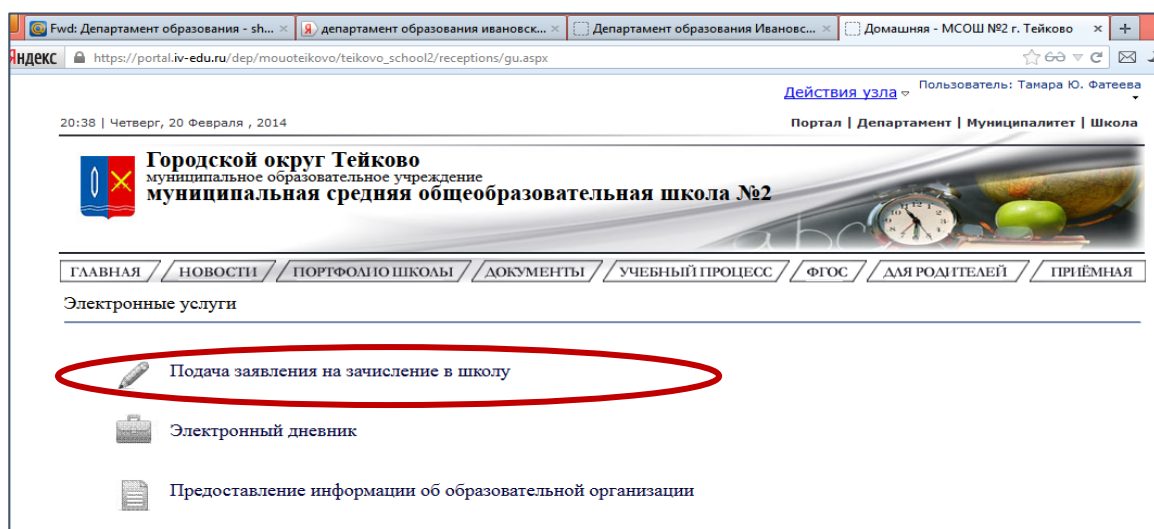 Fwd: Департамент образования - sh... × департамент образования ивановск... × Департамент образования Ивановс... × Домашняя - МСОШ №2 г. Тейково × +
Яндекс https://portal.iv-edu.ru/dep/mouoteikovo/teikovo_school2/receptions/gu.aspx
Действия узла Пользователь: Тамара Ю. Фатеева
20:38 | Четверг, 20 Февраля , 2014 Портал | Департамент | Муниципалитет | Школа
Городской округ Тейково
муниципальное образовательное учреждение
муниципальная средняя общеобразовательная школа №2
ГЛАВНАЯ НОВОСТИ ПОРТФОЛИО ШКОЛЫ ДОКУМЕНТЫ УЧЕБНЫЙ ПРОЦЕСС ФГОС ДЛЯ РОДИТЕЛЕЙ ПРИЁМНАЯ
Электронные услуги
Подача заявления на зачисление в школу
Электронный дневник
Предоставление информации об образовательной организации